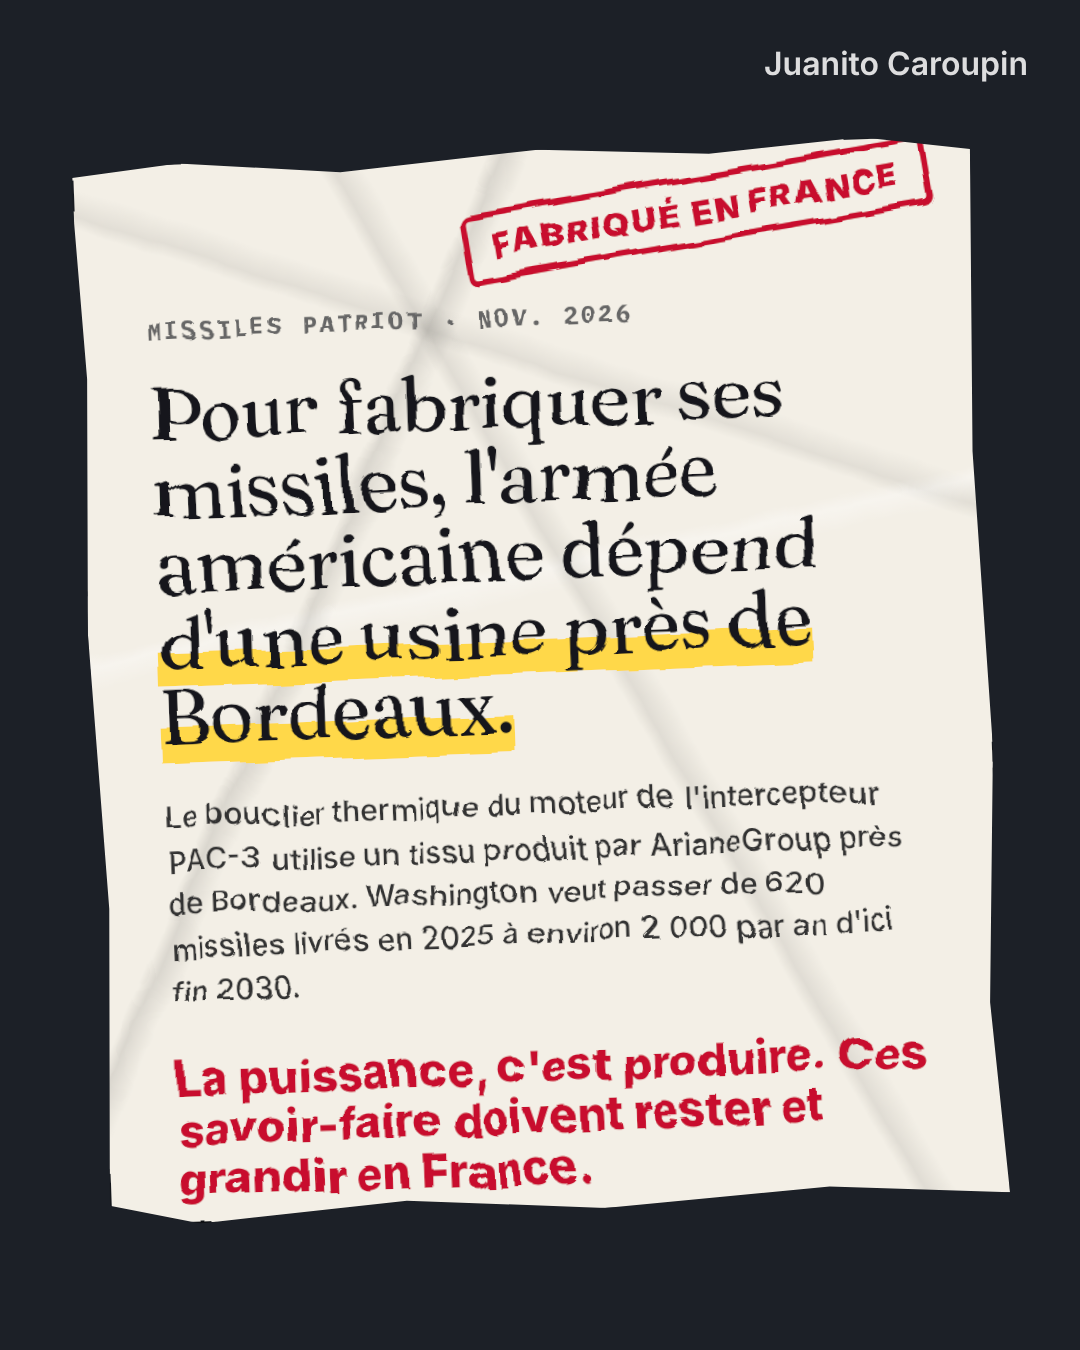 Juanito Caroupin
FABRIQUÉ EN FRANCE
MISSILES PATRIOT · NOV. 2026
Pour fabriquer ses
missiles, l'armée
américaine dépend
d'une usine près de
Bordeaux.
Le bouclier thermique du moteur de l'intercepteur
PAC-3 utilise un tissu produit par ArianeGroup près
de Bordeaux. Washington veut passer de 620
missiles livrés en 2025 à environ 2 000 par an d'ici
fin 2030.
La puissance, c'est produire. Ces
savoir-faire doivent rester et
grandir en France.